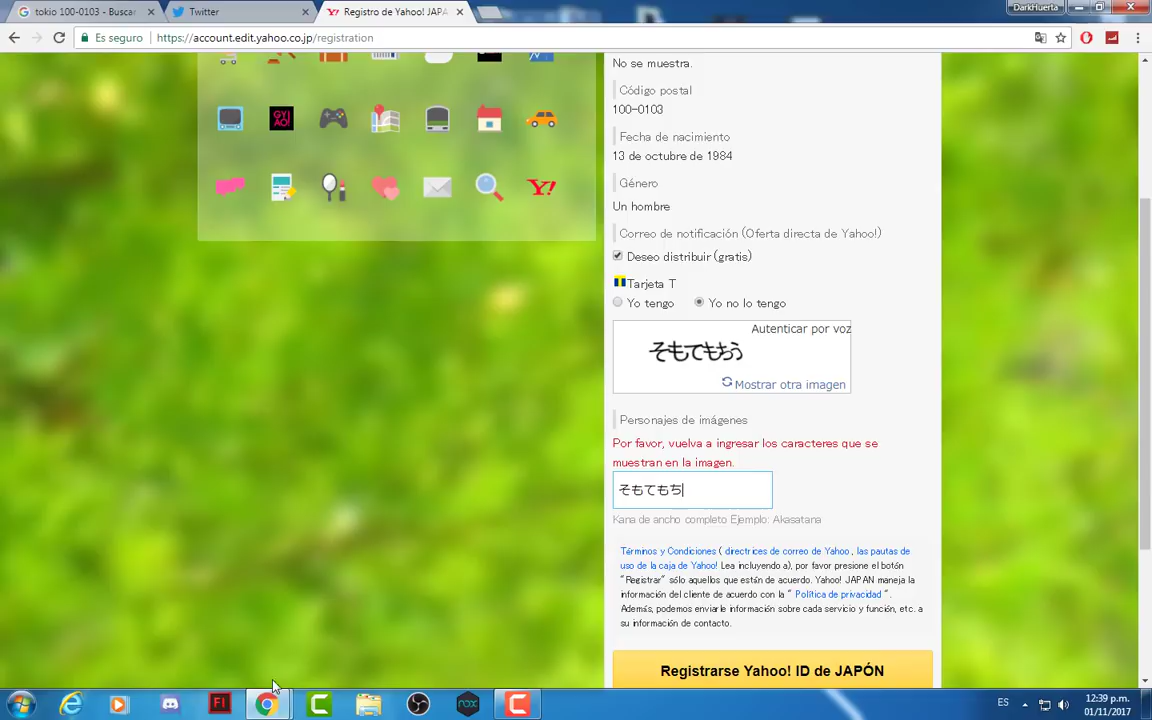 tokio 100-0103 - Buscar
Twitter
Registro de Yahoo! JAPA
DarkHuerta
Es seguro
https://account.edit.yahoo.co.jp/registration
GYAO!
Y!
No se muestra.
Código postal
100-0103
Fecha de nacimiento
13 de octubre de 1984
Género
Un hombre
Correo de notificación (Oferta directa de Yahoo!)
Deseo distribuir (gratis)
Tarjeta T
Yo tengo
Yo no lo tengo
Autenticar por voz
そもてもちう
Mostrar otra imagen
Personajes de imágenes
Por favor, vuelva a ingresar los caracteres que se
muestran en la imagen.
そもてもち
Kana de ancho completo Ejemplo: Akasatana
Términos y Condiciones ( directrices de correo de Yahoo , las pautas de
uso de la caja de Yahoo! Lea incluyendo a), por favor presione el botón
"Registrar" sólo aquellos que están de acuerdo. Yahoo! JAPAN maneja la
información del cliente de acuerdo con la " Política de privacidad ".
Además, podemos enviarle información sobre cada servicio y función, etc. a
su información de contacto.
Registrarse Yahoo! ID de JAPÓN
Fl
nox
ES
12:39 p.m.
01/11/2017